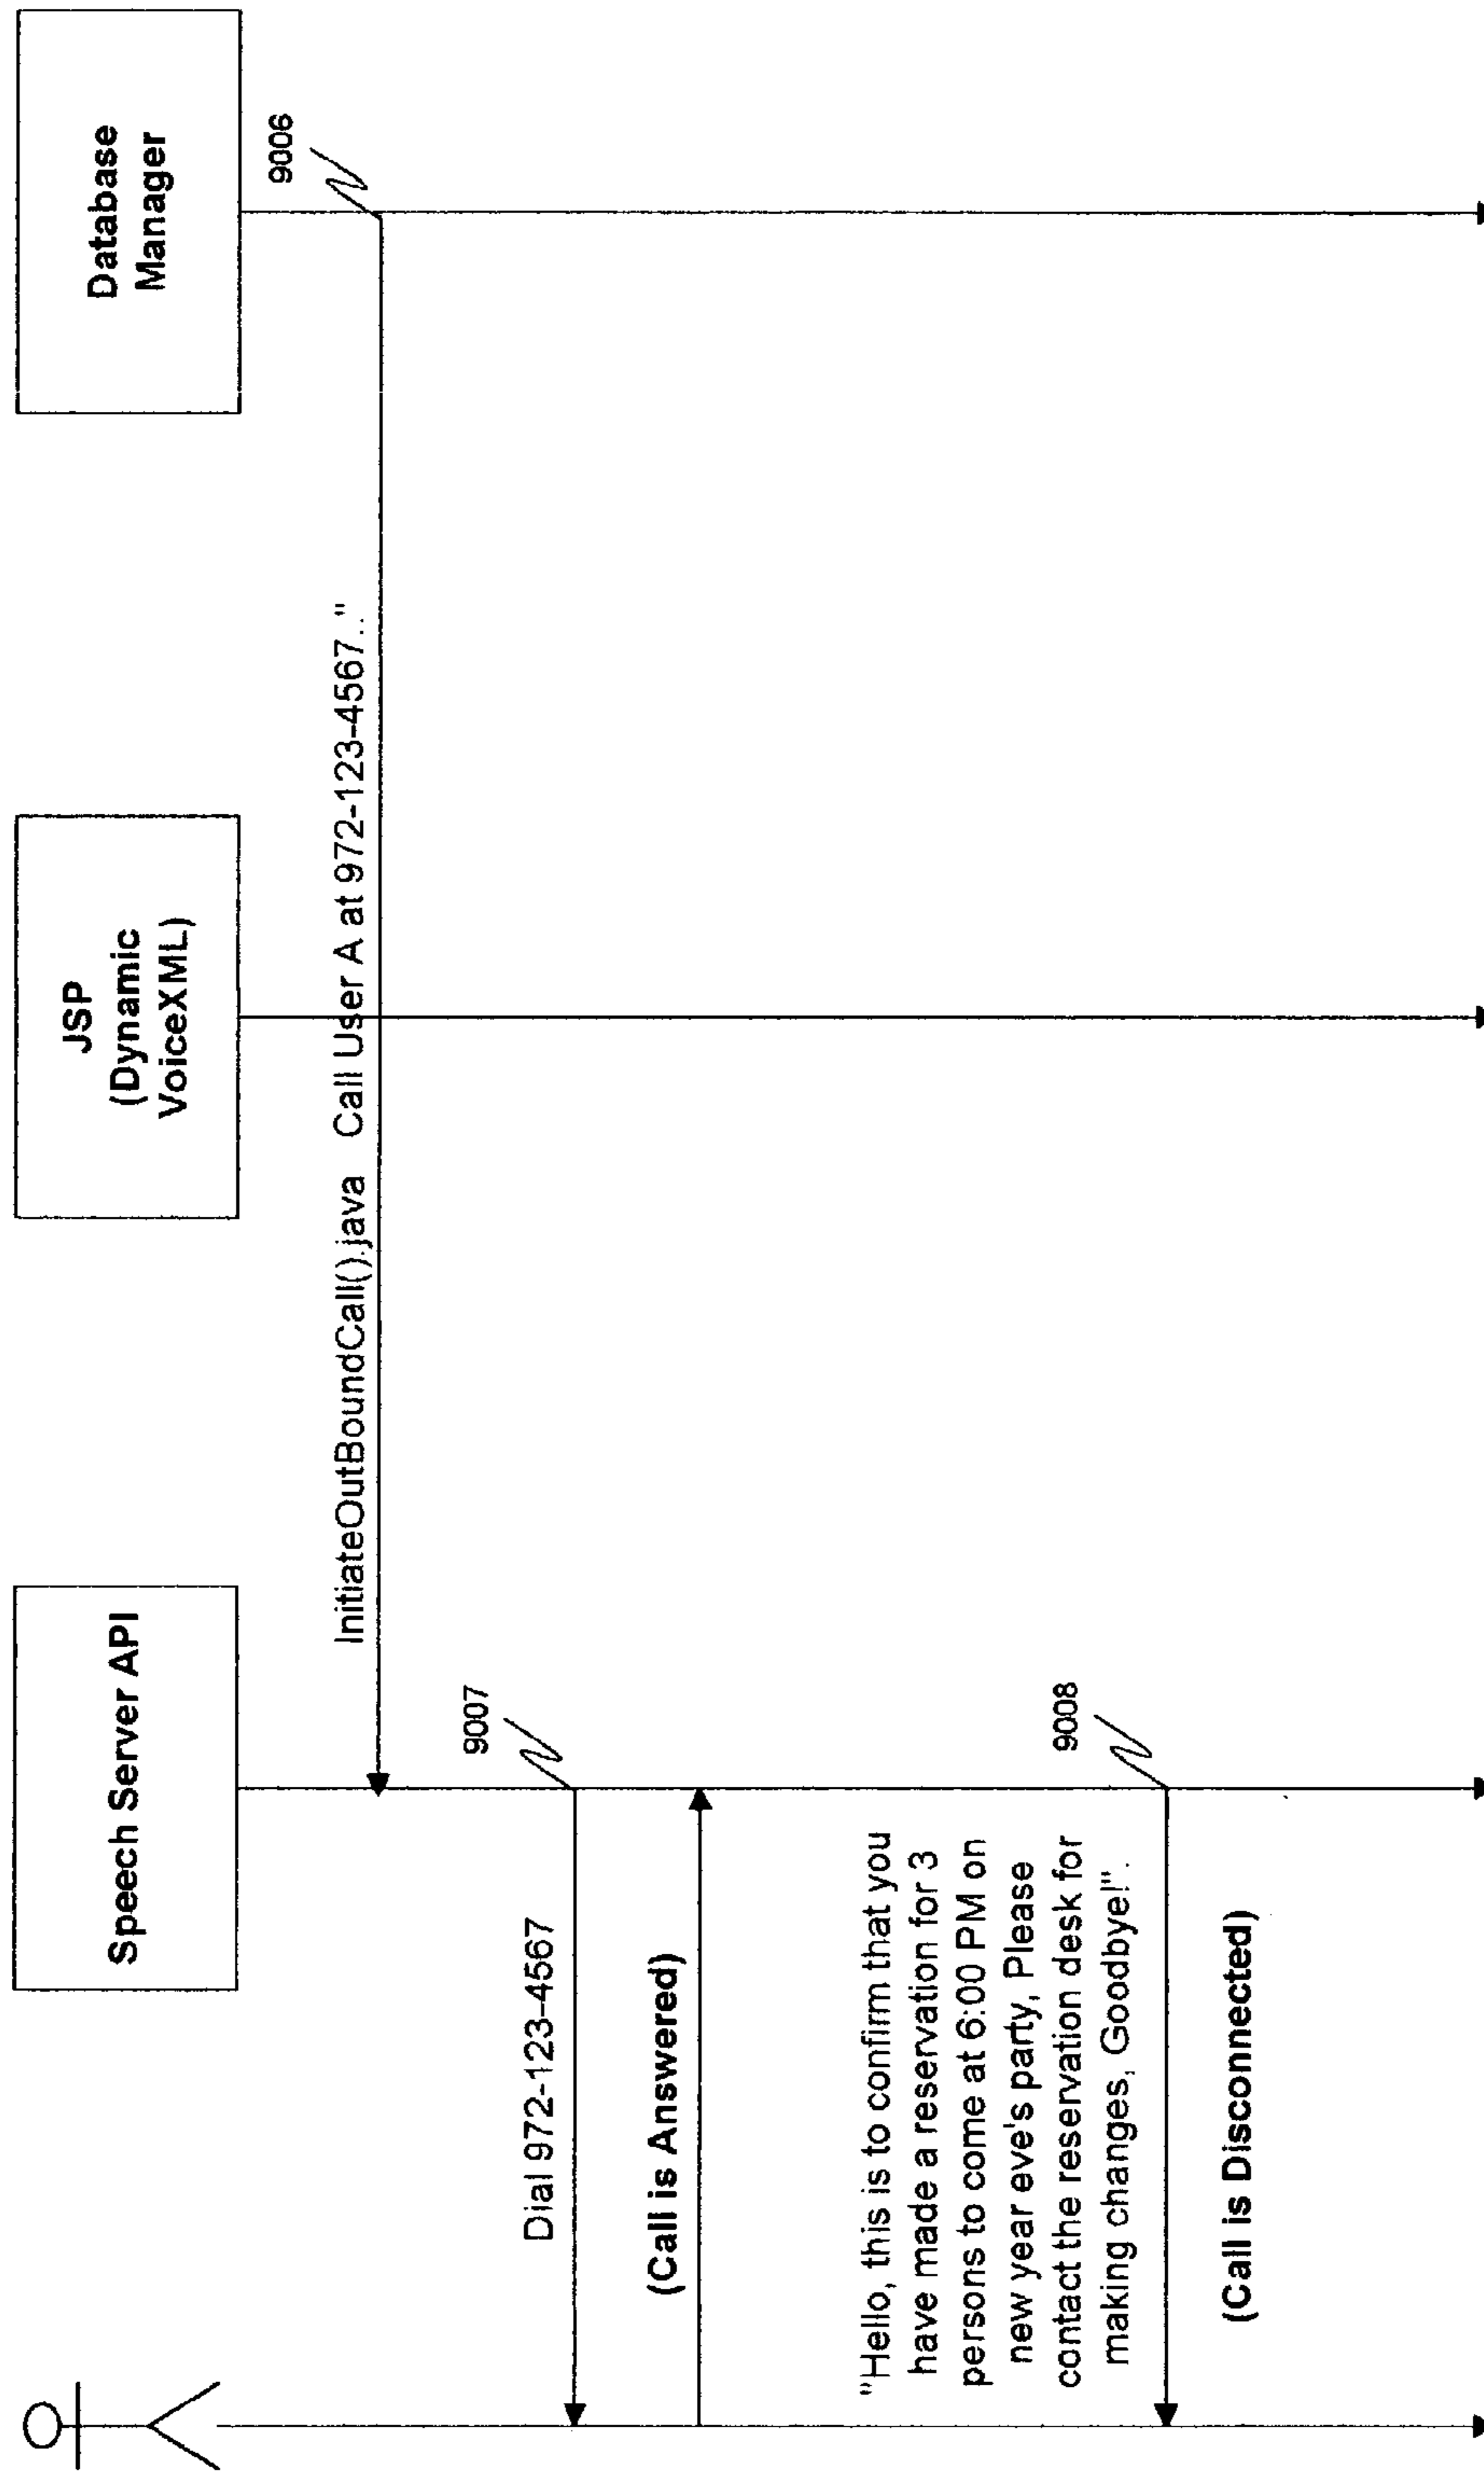 Speech Server API
JSP
(Dynamic
VoiceXML)
Database
Manager
9006
InitiateOutBoundCall().java   Call User A at 972-123-4567.."
9007
Dial 972-123-4567
(Call is Answered)
"Hello, this is to confirm that you
have made a reservation for 3
persons to come at 6:00 PM on
new year eve's party, Please
contact the reservation desk for
making changes, Goodbye!".
9008
(Call is Disconnected)